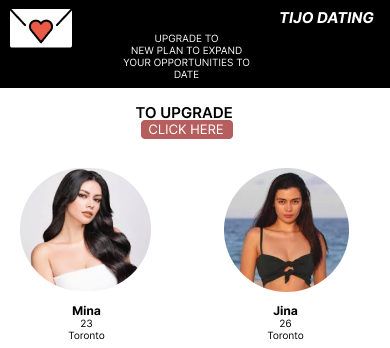 TIJO DATING
UPGRADE TO
NEW PLAN TO EXPAND
YOUR OPPORTUNITIES TO
DATE
TO UPGRADE
CLICK HERE
Mina
23
Toronto
Jina
26
Toronto